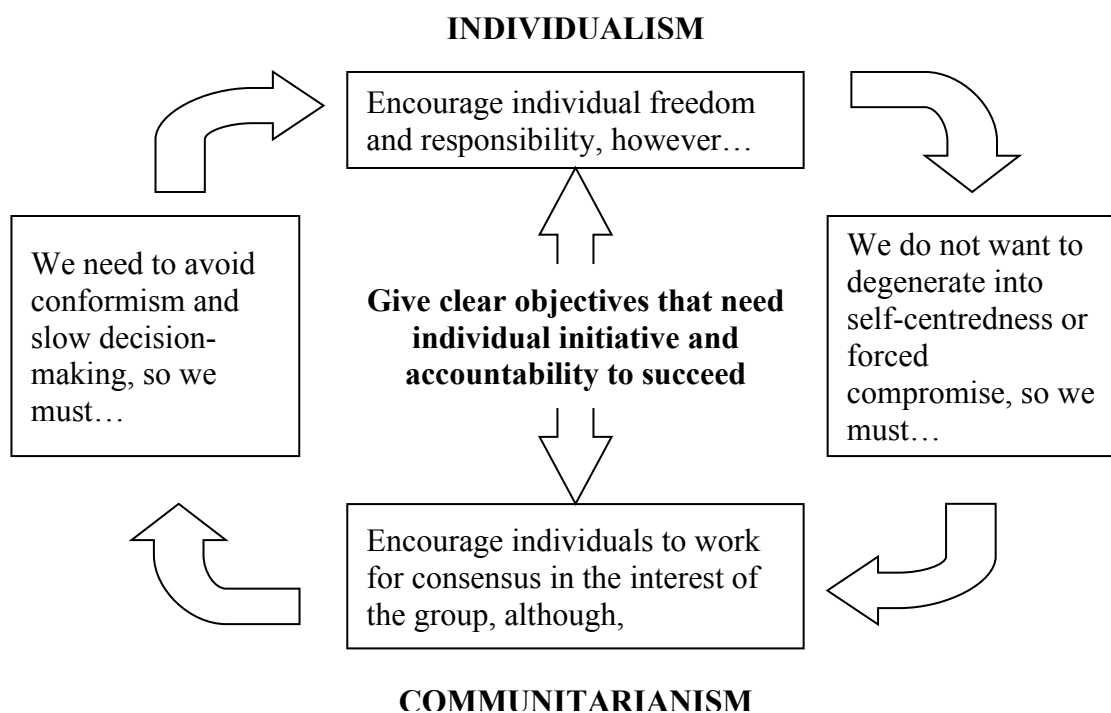 INDIVIDUALISM
Encourage individual freedom
and responsibility, however…
We do not want to
degenerate into
self-centredness or
forced
compromise, so we
must…
Give clear objectives that need
individual initiative and
accountability to succeed
We need to avoid
conformism and
slow decision-
making, so we
must…
Encourage individuals to work
for consensus in the interest of
the group, although,
COMMUNITARIANISM